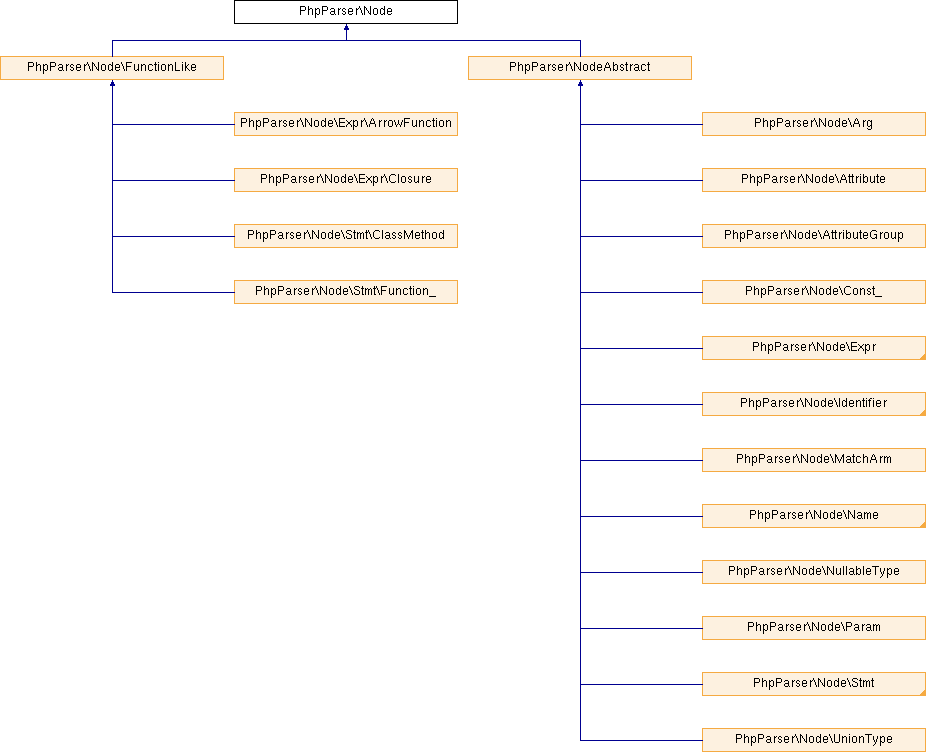 PhpParser\Node
PhpParser\Node\FunctionLike
PhpParser\NodeAbstract
PhpParser\Node\Expr\ArrowFunction
PhpParser\Node\Arg
PhpParser\Node\Expr\Closure
PhpParser\Node\Attribute
PhpParser\Node\Stmt\ClassMethod
PhpParser\Node\AttributeGroup
PhpParser\Node\Stmt\Function_
PhpParser\Node\Const_
PhpParser\Node\Expr
PhpParser\Node\Identifier
PhpParser\Node\MatchArm
PhpParser\Node\Name
PhpParser\Node\NullableType
PhpParser\Node\Param
PhpParser\Node\Stmt
PhpParser\Node\UnionType